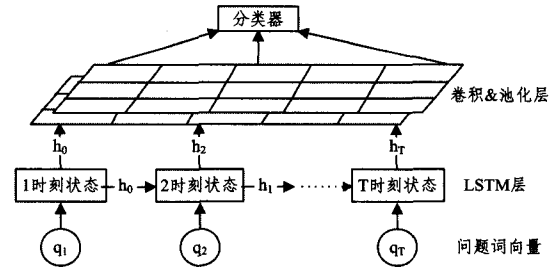 分类器
卷积&池化层
h₀ h₂ h_T
1时刻状态 h₀ 2时刻状态 h₁ ······ T时刻状态 LSTM层
q₁ q₂ q_T 问题词向量